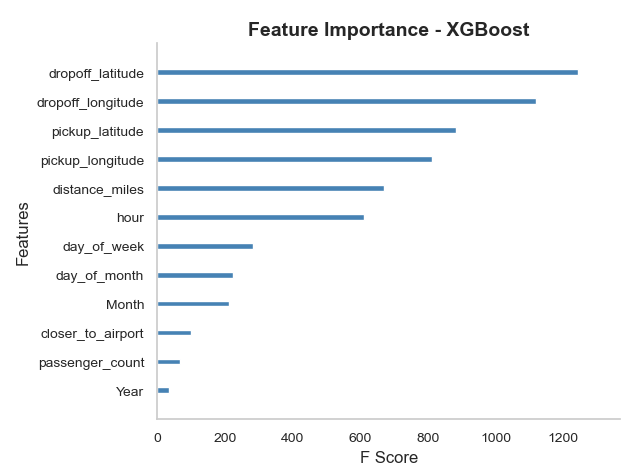 Feature Importance - XGBoost
Features
dropoff_latitude
dropoff_longitude
pickup_latitude
pickup_longitude
distance_miles
hour
day_of_week
day_of_month
Month
closer_to_airport
passenger_count
Year
0 200 400 600 800 1000 1200
F Score